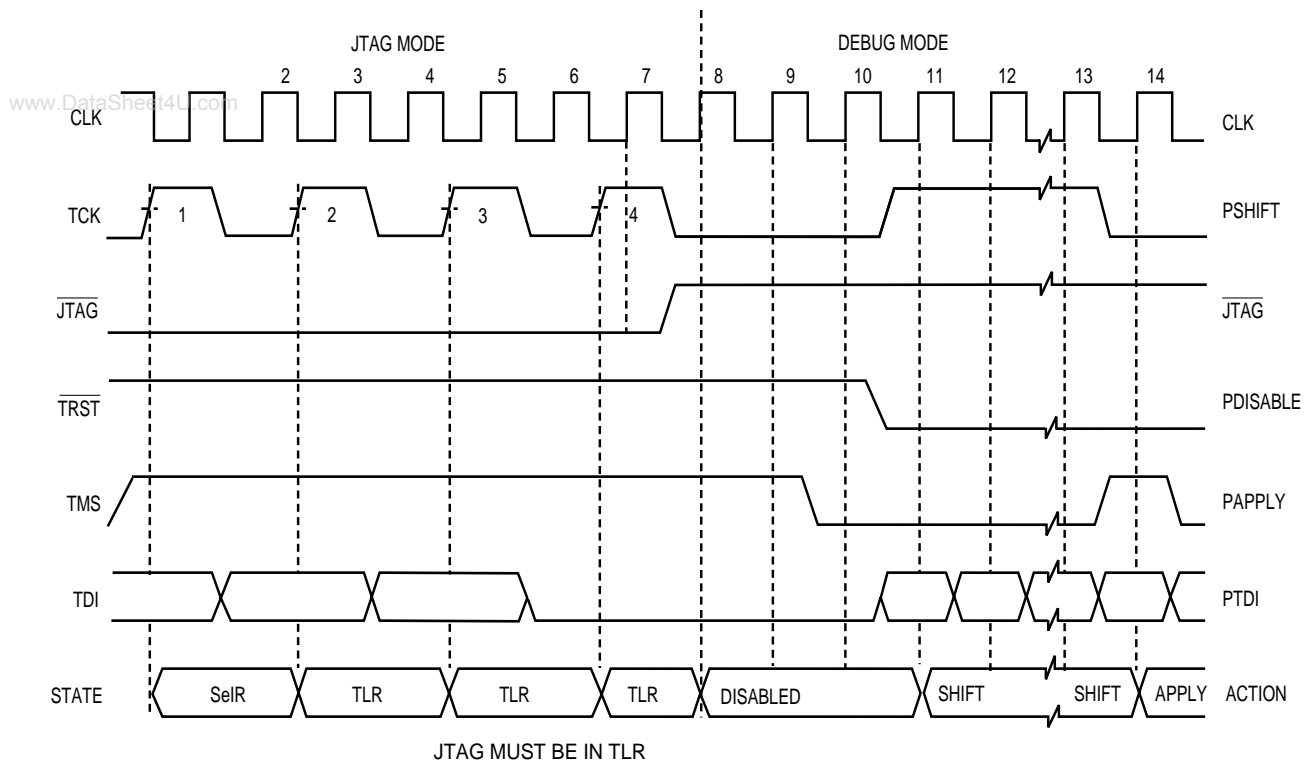 JTAG MODE
DEBUG MODE
2 3 4 5 6 7 8 9 10 11 12 13 14
www.DataSheet4U.com
CLK CLK
TCK 1 2 3 4 PSHIFT
JTAG JTAG
TRST PDISABLE
TMS PAPPLY
TDI PTDI
STATE SelR TLR TLR TLR DISABLED SHIFT SHIFT APPLY ACTION
JTAG MUST BE IN TLR